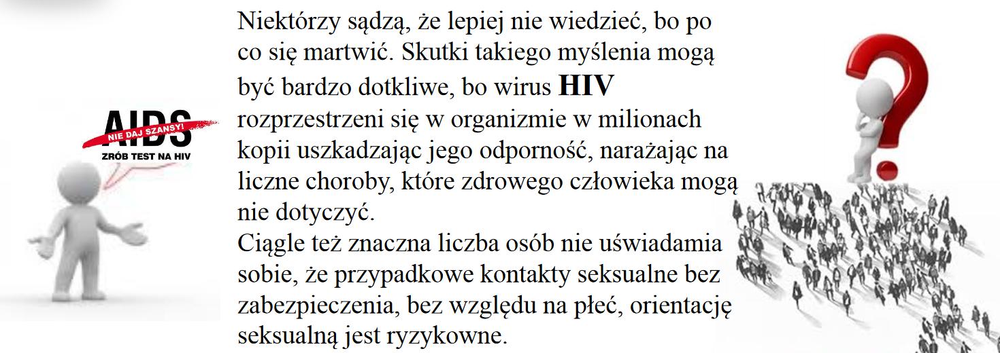 AIDS
NIE DAJ SZANSY!
ZRÓB TEST NA HIV
Niektórzy sądzą, że lepiej nie wiedzieć, bo po
co się martwić. Skutki takiego myślenia mogą
być bardzo dotkliwe, bo wirus HIV
rozprzestrzeni się w organizmie w milionach
kopii uszkadzając jego odporność, narażając na
liczne choroby, które zdrowego człowieka mogą
nie dotyczyć.
Ciągle też znaczna liczba osób nie uświadamia
sobie, że przypadkowe kontakty seksualne bez
zabezpieczenia, bez względu na płeć, orientację
seksualną jest ryzykowne.